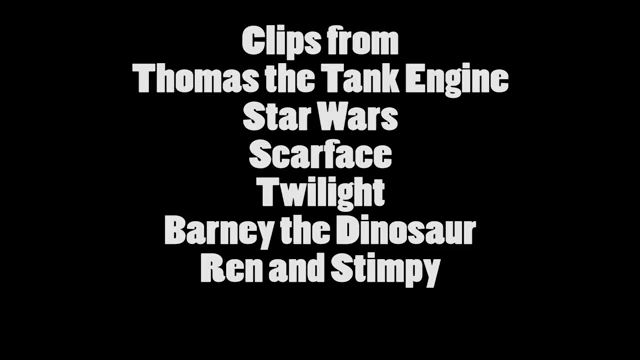 Clips from
Thomas the Tank Engine
Star Wars
Scarface
Twilight
Barney the Dinosaur
Ren and Stimpy